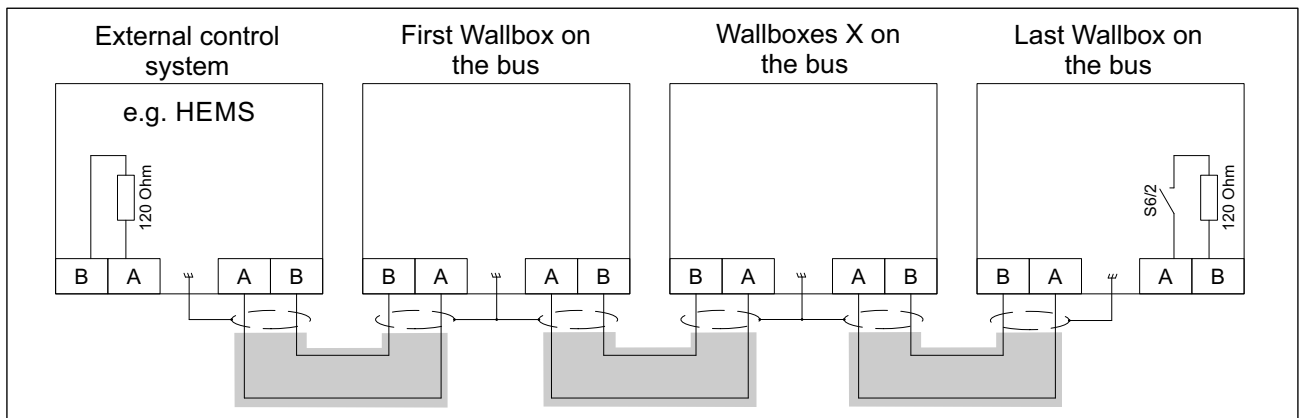 External control
system
First Wallbox on
the bus
Wallboxes X on
the bus
Last Wallbox on
the bus
e.g. HEMS
120 Ohm
S6/2
120 Ohm
B A A B
B A A B
B A A B
B A A B